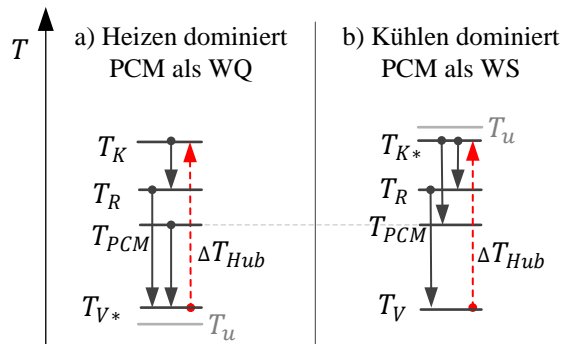 T
a) Heizen dominiert
PCM als WQ
T_K
T_R
T_PCM
ΔT_Hub
T_V*
T_u
b) Kühlen dominiert
PCM als WS
T_u
T_K*
T_R
T_PCM
ΔT_Hub
T_V